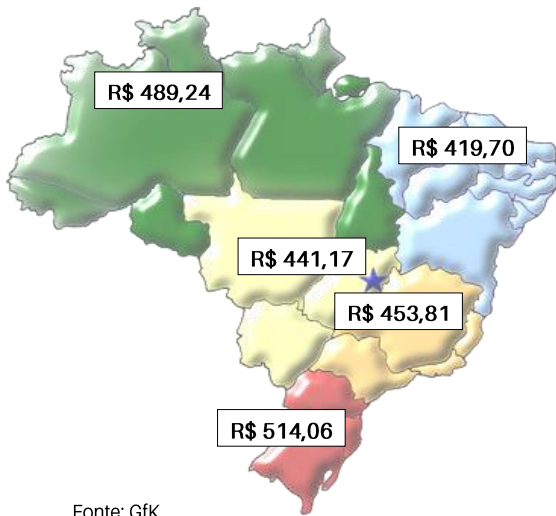 R$ 489,24
R$ 419,70
R$ 441,17
R$ 453,81
R$ 514,06
Fonte: GfK